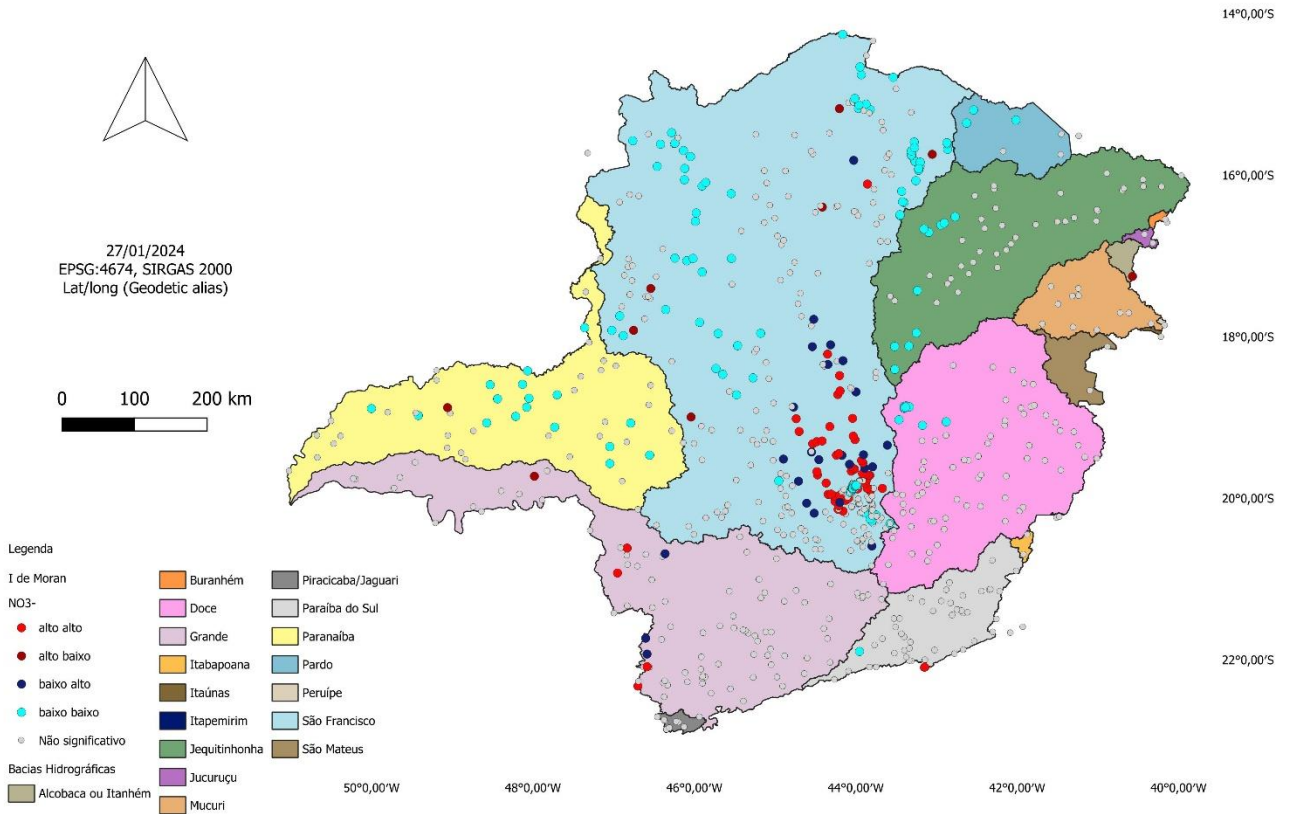 14°0,00′S
16°0,00′S
18°0,00′S
20°0,00′S
22°0,00′S
27/01/2024
EPSG:4674, SIRGAS 2000
Lat/long (Geodetic alias)
0 100 200 km
Legenda
I de Moran
NO3-
alto alto
alto baixo
baixo alto
baixo baixo
Não significativo
Bacias Hidrográficas
Alcobaca ou Itanhém
Buranhém
Doce
Grande
Itabapoana
Itaúnas
Itapemirim
Jequitinhonha
Jucuruçu
Mucuri
Piracicaba/Jaguari
Paraíba do Sul
Paranaíba
Pardo
Peruípe
São Francisco
São Mateus
50°0,00′W 48°0,00′W 46°0,00′W 44°0,00′W 42°0,00′W 40°0,00′W